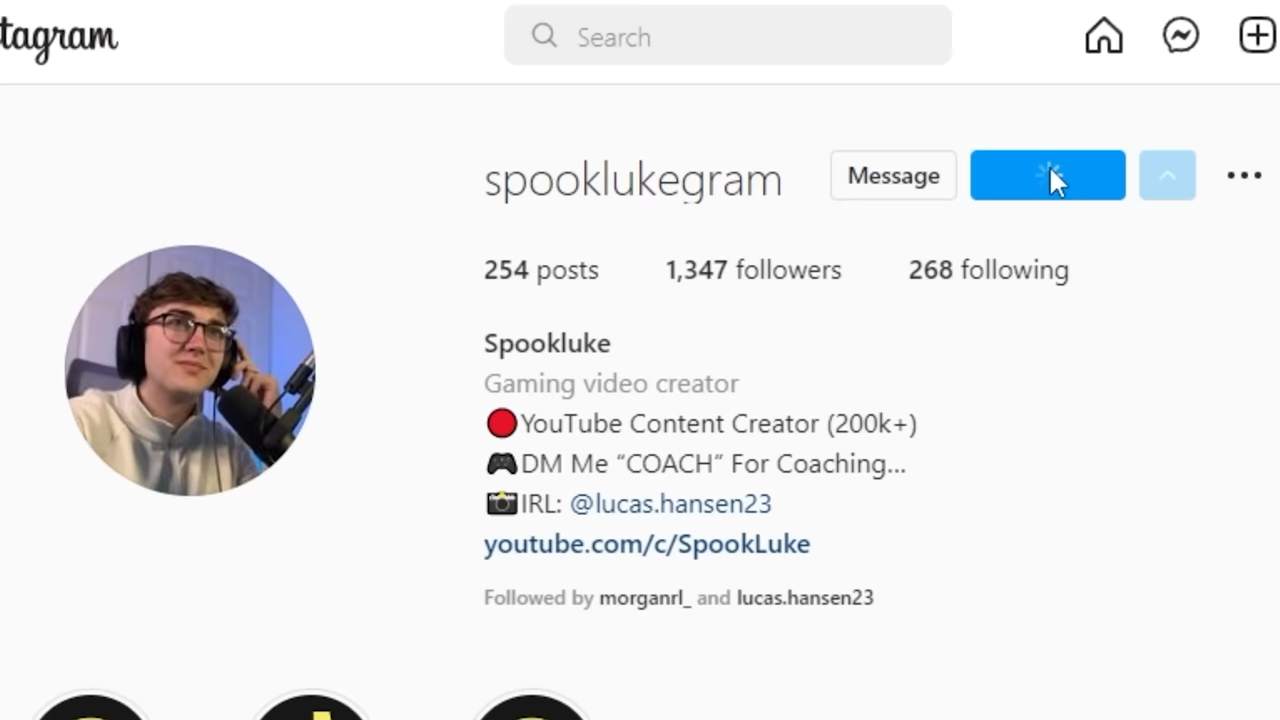 tagram
Search
spooklukegram Message
254 posts 1,347 followers 268 following
Spookluke
Gaming video creator
YouTube Content Creator (200k+)
DM Me “COACH” For Coaching...
IRL: @lucas.hansen23
youtube.com/c/SpookLuke
Followed by morganrl_ and lucas.hansen23